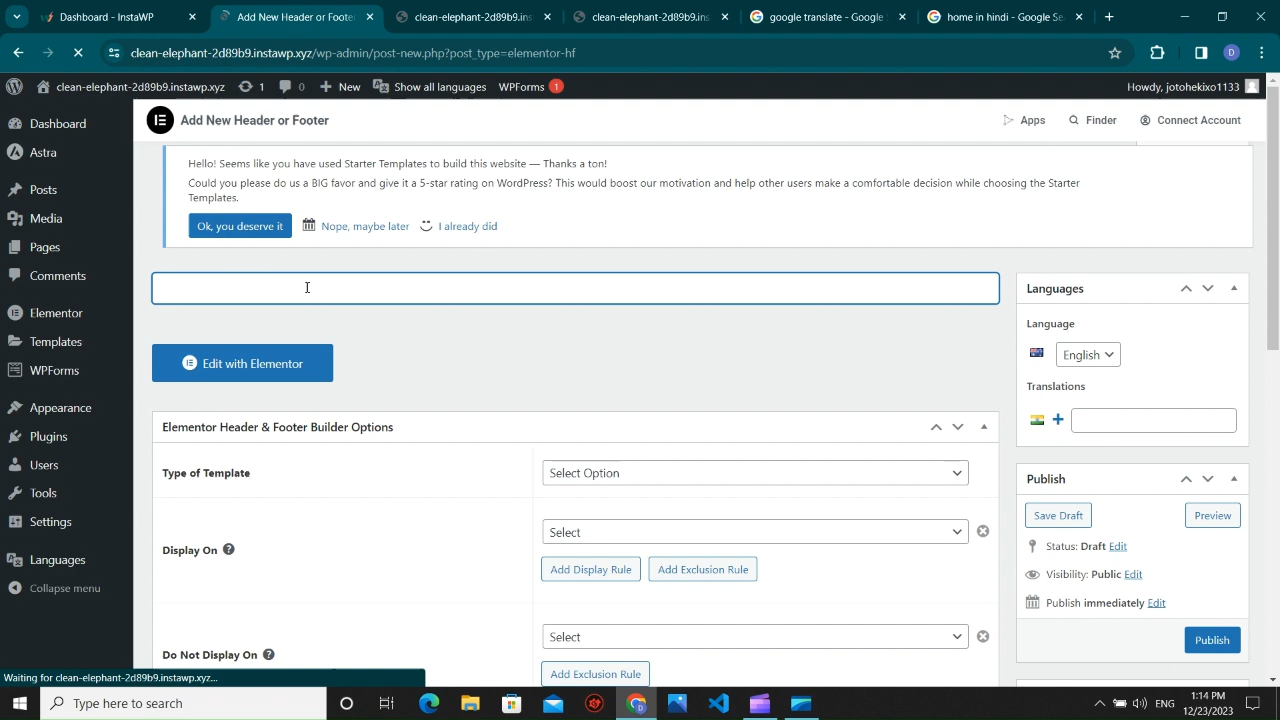 Dashboard - InstaWP
Add New Header or Foote
clean-elephant-2d89b9.ins
clean-elephant-2d89b9.ins
google translate - Google
home in hindi - Google Se
clean-elephant-2d89b9.instawp.xyz/wp-admin/post-new.php?post_type=elementor-hf
D
clean-elephant-2d89b9.instawp.xyz
1
0
New
Show all languages
WPForms
1
Howdy, jotohekixo1133
Dashboard
Astra
Posts
Media
Pages
Comments
Elementor
Templates
WPForms
Appearance
Plugins
Users
Tools
Settings
Languages
Collapse menu
Add New Header or Footer
Apps
Finder
Connect Account
Hello! Seems like you have used Starter Templates to build this website — Thanks a ton!
Could you please do us a BIG favor and give it a 5-star rating on WordPress? This would boost our motivation and help other users make a comfortable decision while choosing the Starter
Templates.
Ok, you deserve it
Nope, maybe later
I already did
Edit with Elementor
Elementor Header & Footer Builder Options
Type of Template
Select Option
Display On
Select
Add Display Rule
Add Exclusion Rule
Do Not Display On
Select
Add Exclusion Rule
Languages
Language
English
Translations
Publish
Save Draft
Preview
Status: Draft Edit
Visibility: Public Edit
Publish immediately Edit
Publish
Waiting for clean-elephant-2d89b9.instawp.xyz...
Type here to search
ENG
1:14 PM
12/23/2023